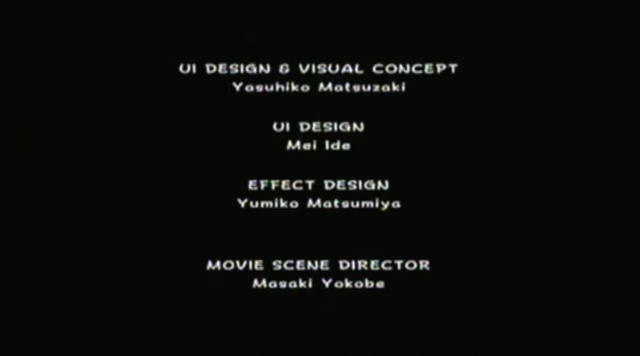 UI DESIGN & VISUAL CONCEPT
Yasuhiko Matsuzaki
UI DESIGN
Mei Ide
EFFECT DESIGN
Yumiko Matsumiya
MOVIE SCENE DIRECTOR
Masaki Yokobe